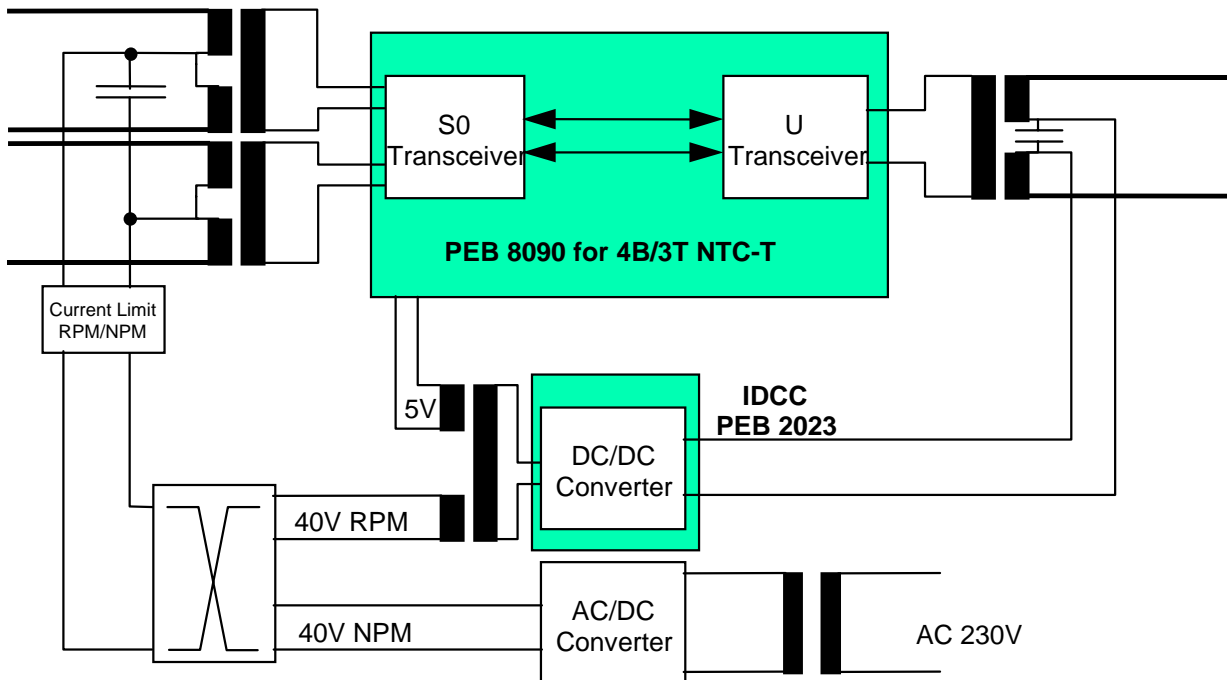 S0
Transceiver
U
Transceiver
PEB 8090 for 4B/3T NTC-T
Current Limit
RPM/NPM
5V
IDCC
PEB 2023
DC/DC
Converter
40V RPM
40V NPM
AC/DC
Converter
AC 230V